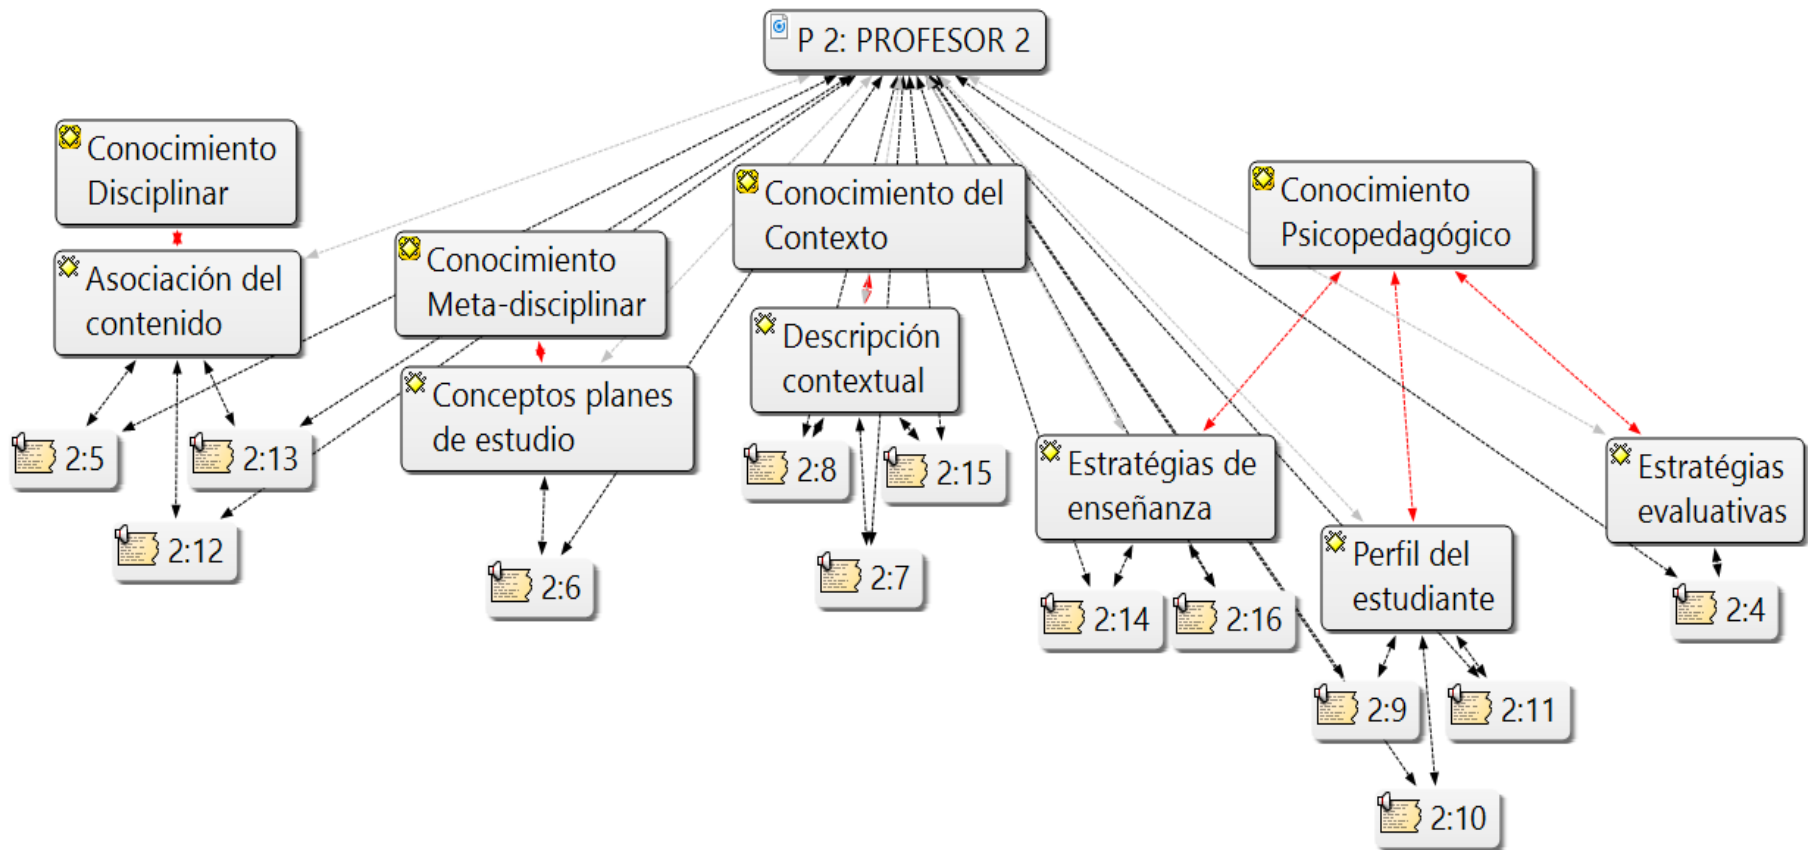 P 2: PROFESOR 2
Conocimiento
Disciplinar
Asociación del
contenido
2:5
2:13
2:12
Conocimiento
Meta-disciplinar
Conceptos planes
de estudio
2:6
Conocimiento del
Contexto
Descripción
contextual
2:8
2:15
2:7
Conocimiento
Psicopedagógico
Estratégias de
enseñanza
2:14
2:16
Perfil del
estudiante
2:9
2:11
2:10
Estratégias
evaluativas
2:4